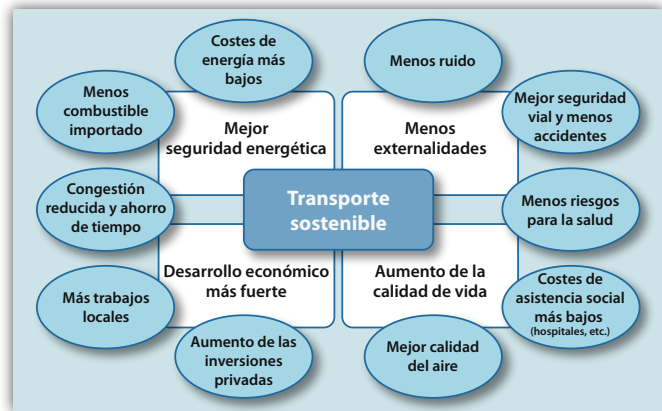 Costes de
energía más
bajos
Menos ruido
Menos
combustible
importado
Mejor
seguridad energética
Menos
externalidades
Mejor seguridad
vial y menos
accidentes
Congestión
reducida y ahorro
de tiempo
Transporte
sostenible
Menos riesgos
para la salud
Más trabajos
locales
Desarrollo económico
más fuerte
Aumento de la
calidad de vida
Costes de
asistencia social
más bajos
(hospitales, etc.)
Aumento de las
inversiones
privadas
Mejor calidad
del aire